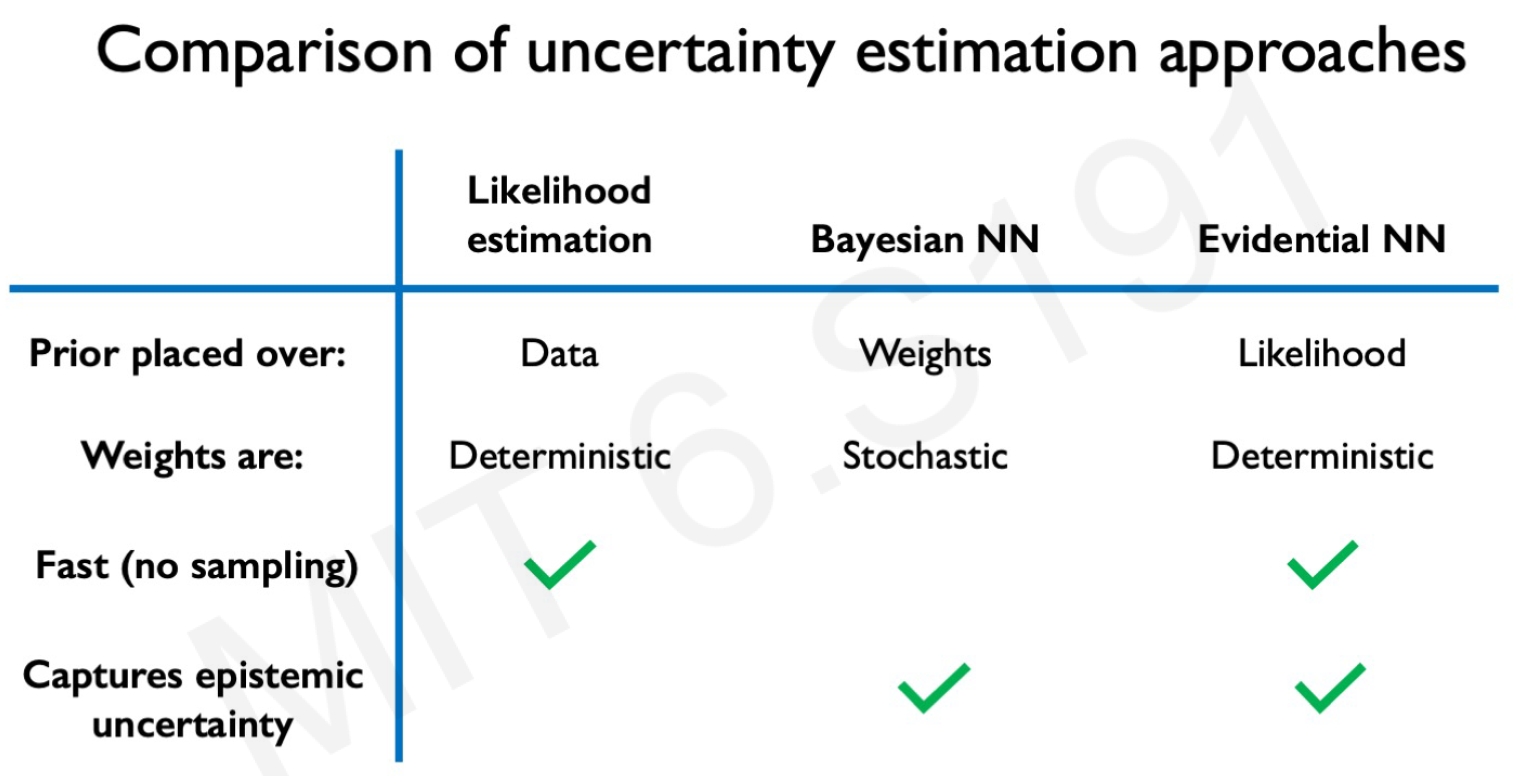 Comparison of uncertainty estimation approaches
Likelihood
estimation
Bayesian NN
Evidential NN
Prior placed over:
Data
Weights
Likelihood
Weights are:
Deterministic
Stochastic
Deterministic
Fast (no sampling)
Captures epistemic
uncertainty
MIT 6.S191